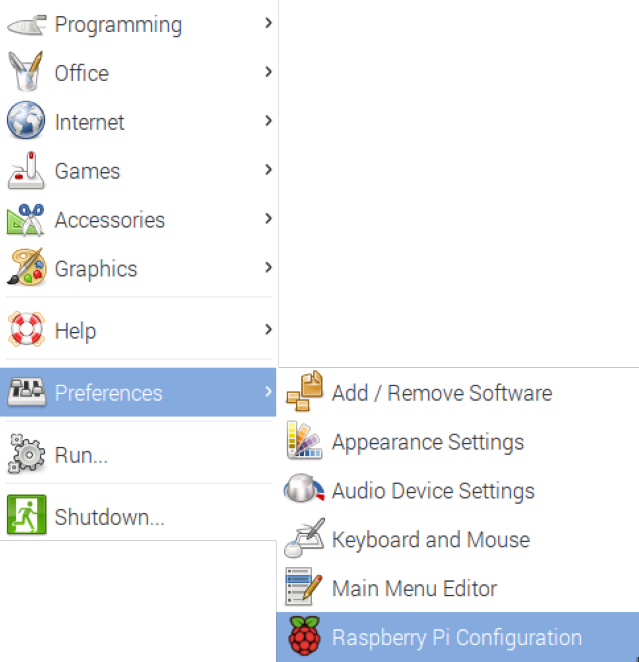 Programming
Office
Internet
Games
Accessories
Graphics
Help
Preferences
Run...
Shutdown...
Add / Remove Software
Appearance Settings
Audio Device Settings
Keyboard and Mouse
Main Menu Editor
Raspberry Pi Configuration